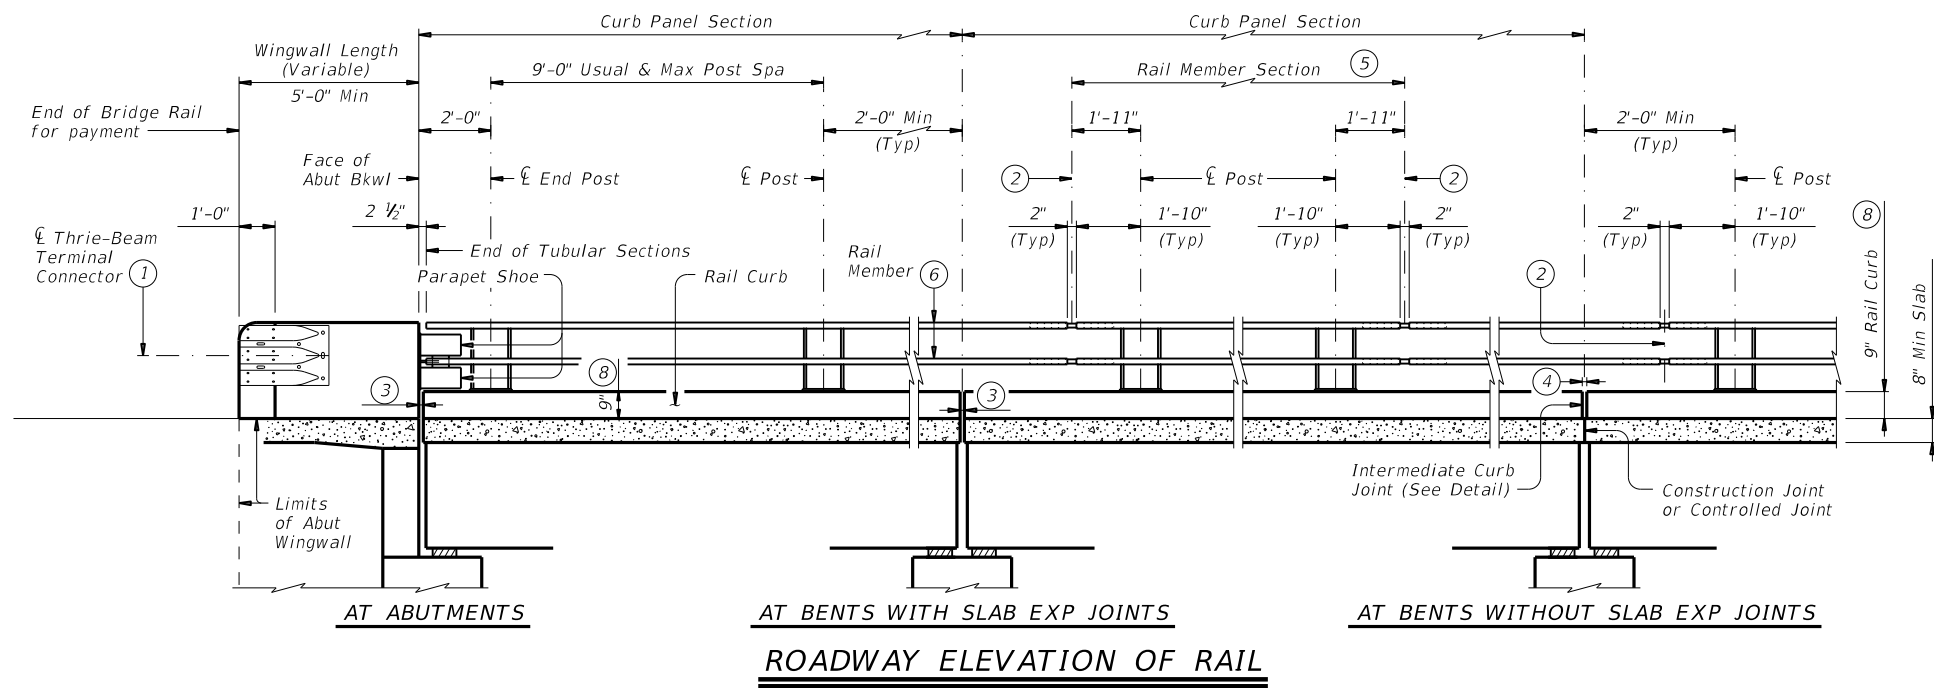 Curb Panel Section
Curb Panel Section
Wingwall Length
(Variable)
5'-0" Min
9'-0" Usual & Max Post Spa
Rail Member Section
5
End of Bridge Rail
for payment
2'-0"
2'-0" Min
(Typ)
1'-11"
1'-11"
2'-0" Min
(Typ)
Face of
Abut Bkwl
℄ End Post
℄ Post
2
℄ Post
2
℄ Post
1'-0"
2 ½"
2"
(Typ)
1'-10"
(Typ)
1'-10"
(Typ)
2"
(Typ)
2"
(Typ)
1'-10"
(Typ)
8
℄ Thrie-Beam
Terminal
Connector
1
End of Tubular Sections
Parapet Shoe
Rail Curb
Rail
Member
6
2
9" Rail Curb
8" Min Slab
3
8
9"
3
4
Limits
of Abut
Wingwall
Intermediate Curb
Joint (See Detail)
Construction Joint
or Controlled Joint
AT ABUTMENTS
AT BENTS WITH SLAB EXP JOINTS
AT BENTS WITHOUT SLAB EXP JOINTS
ROADWAY ELEVATION OF RAIL